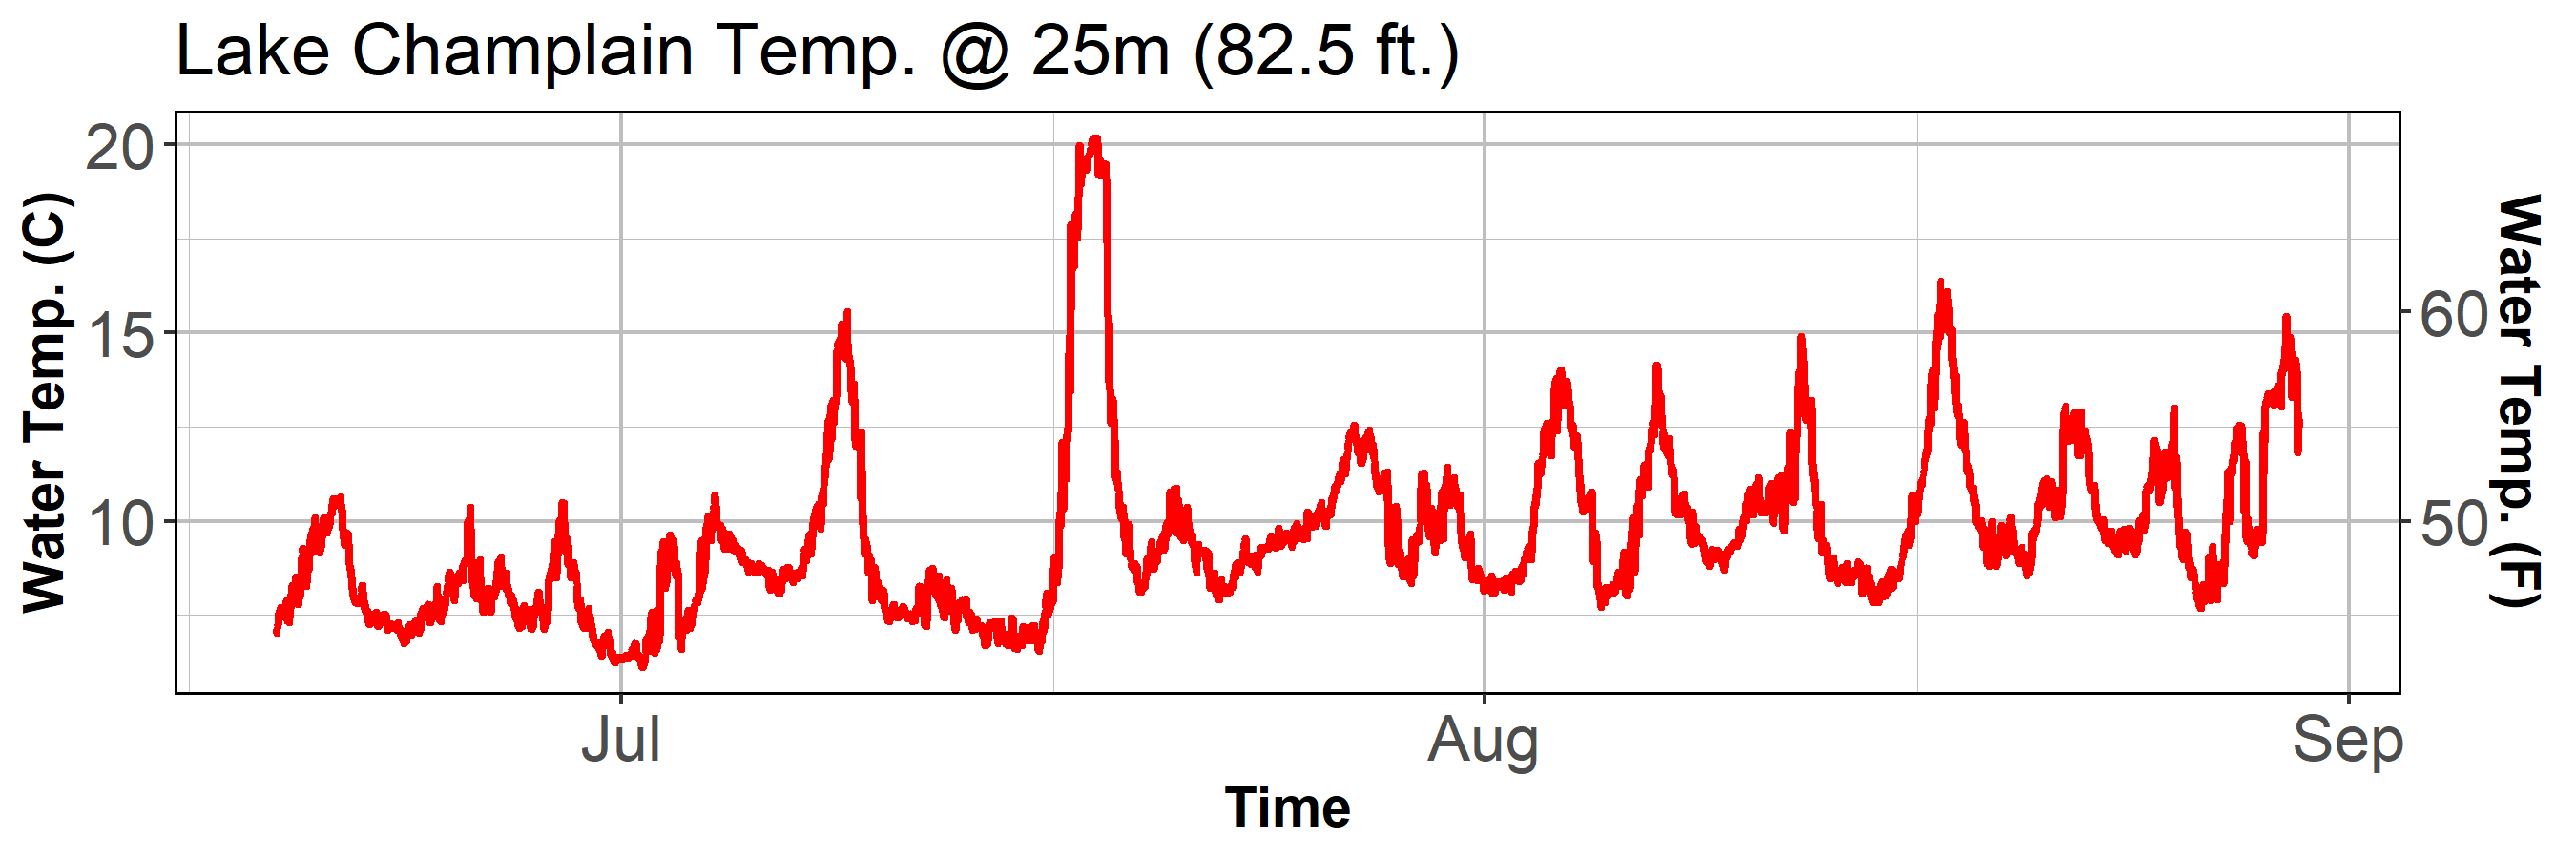 Lake Champlain Temp. @ 25m (82.5 ft.)
Water Temp. (C)
20
15
10
Water Temp. (F)
60
50
Jul
Aug
Sep
Time